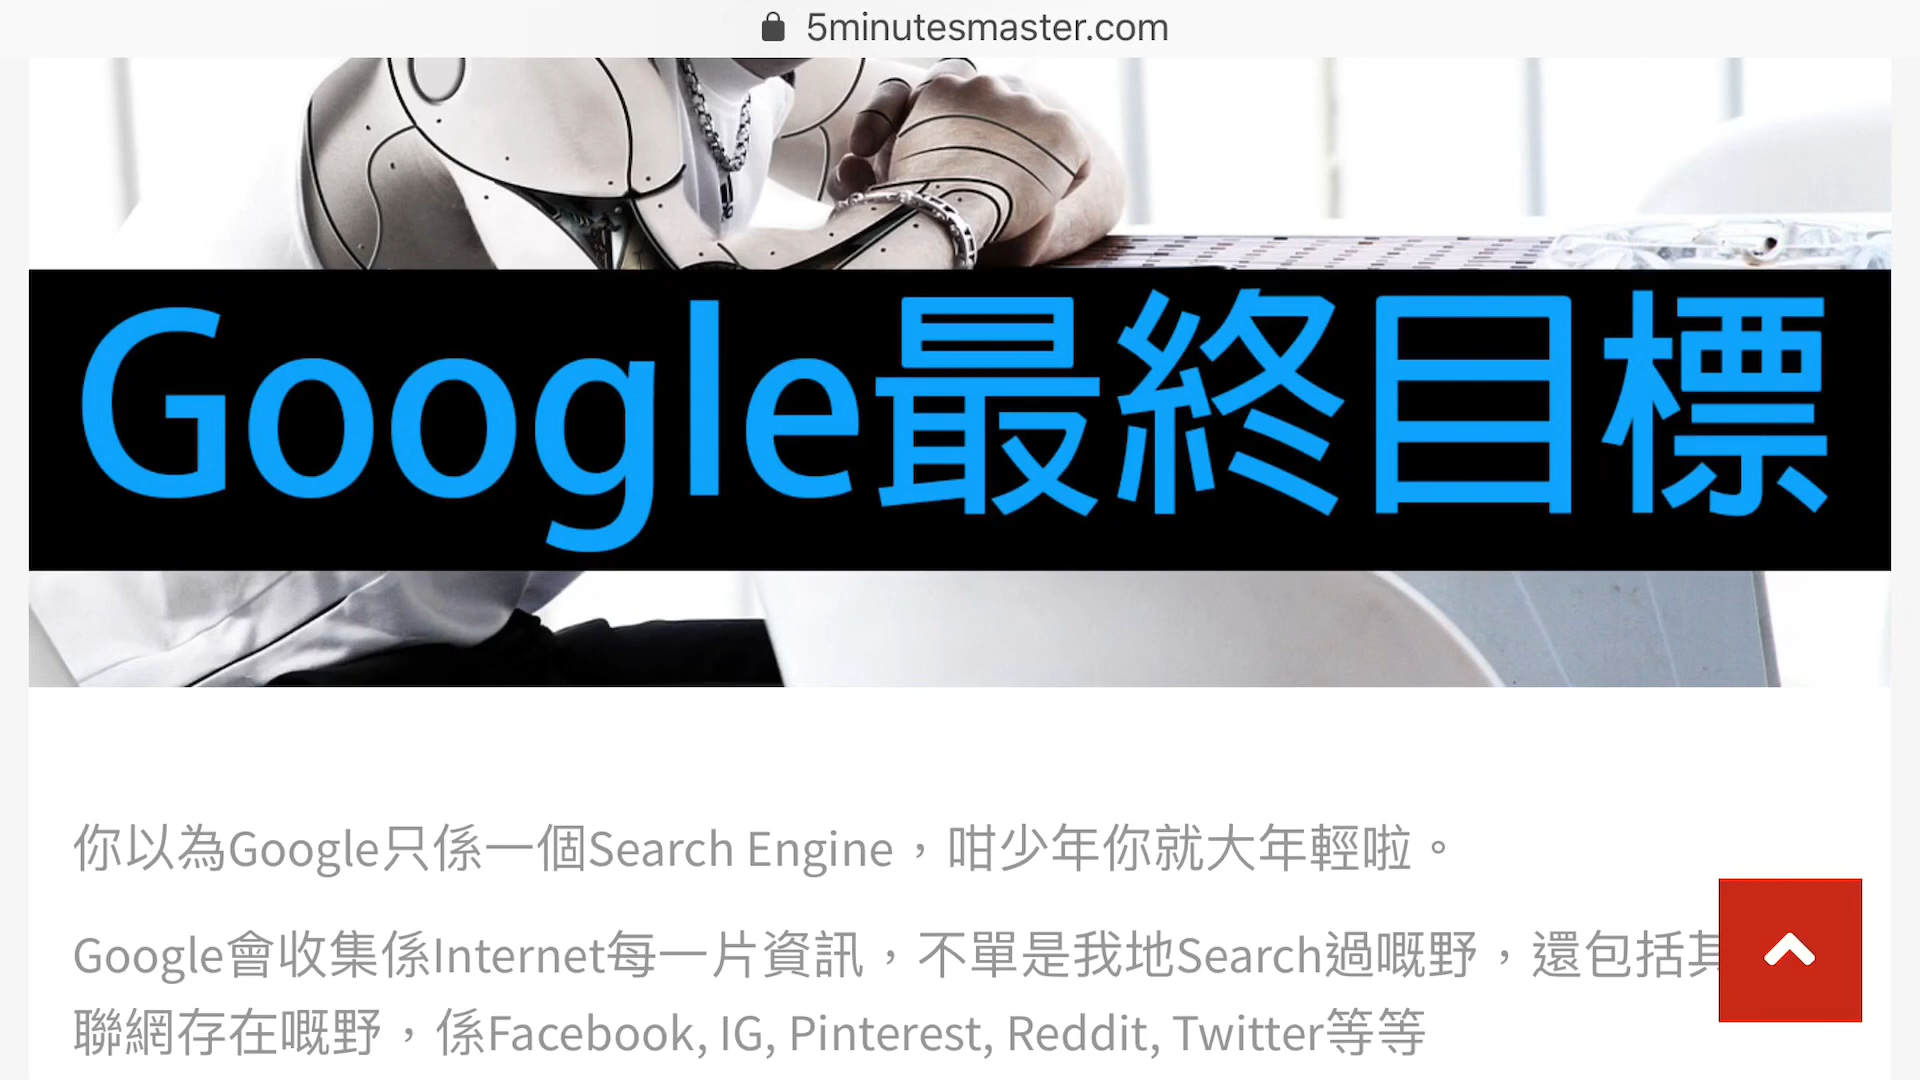 5minutesmaster.com
Google最終目標
你以為Google只係一個Search Engine，咁少年你就大年輕啦。
Google會收集係Internet每一片資訊，不單是我地Search過嘅野，還包括其
聯網存在嘅野，係Facebook, IG, Pinterest, Reddit, Twitter等等